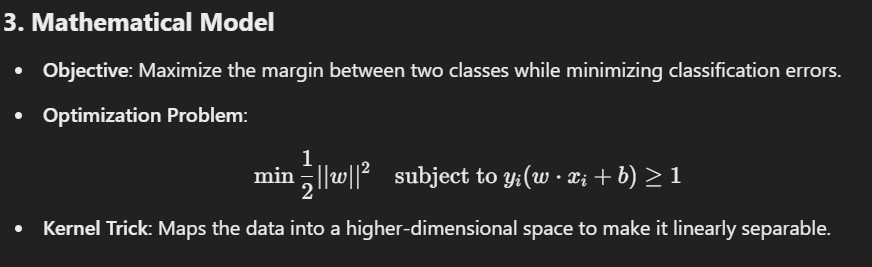 3. Mathematical Model
• Objective: Maximize the margin between two classes while minimizing classification errors.
• Optimization Problem:
min 1/2 ||w||² subject to yᵢ(w · xᵢ + b) ≥ 1
• Kernel Trick: Maps the data into a higher-dimensional space to make it linearly separable.